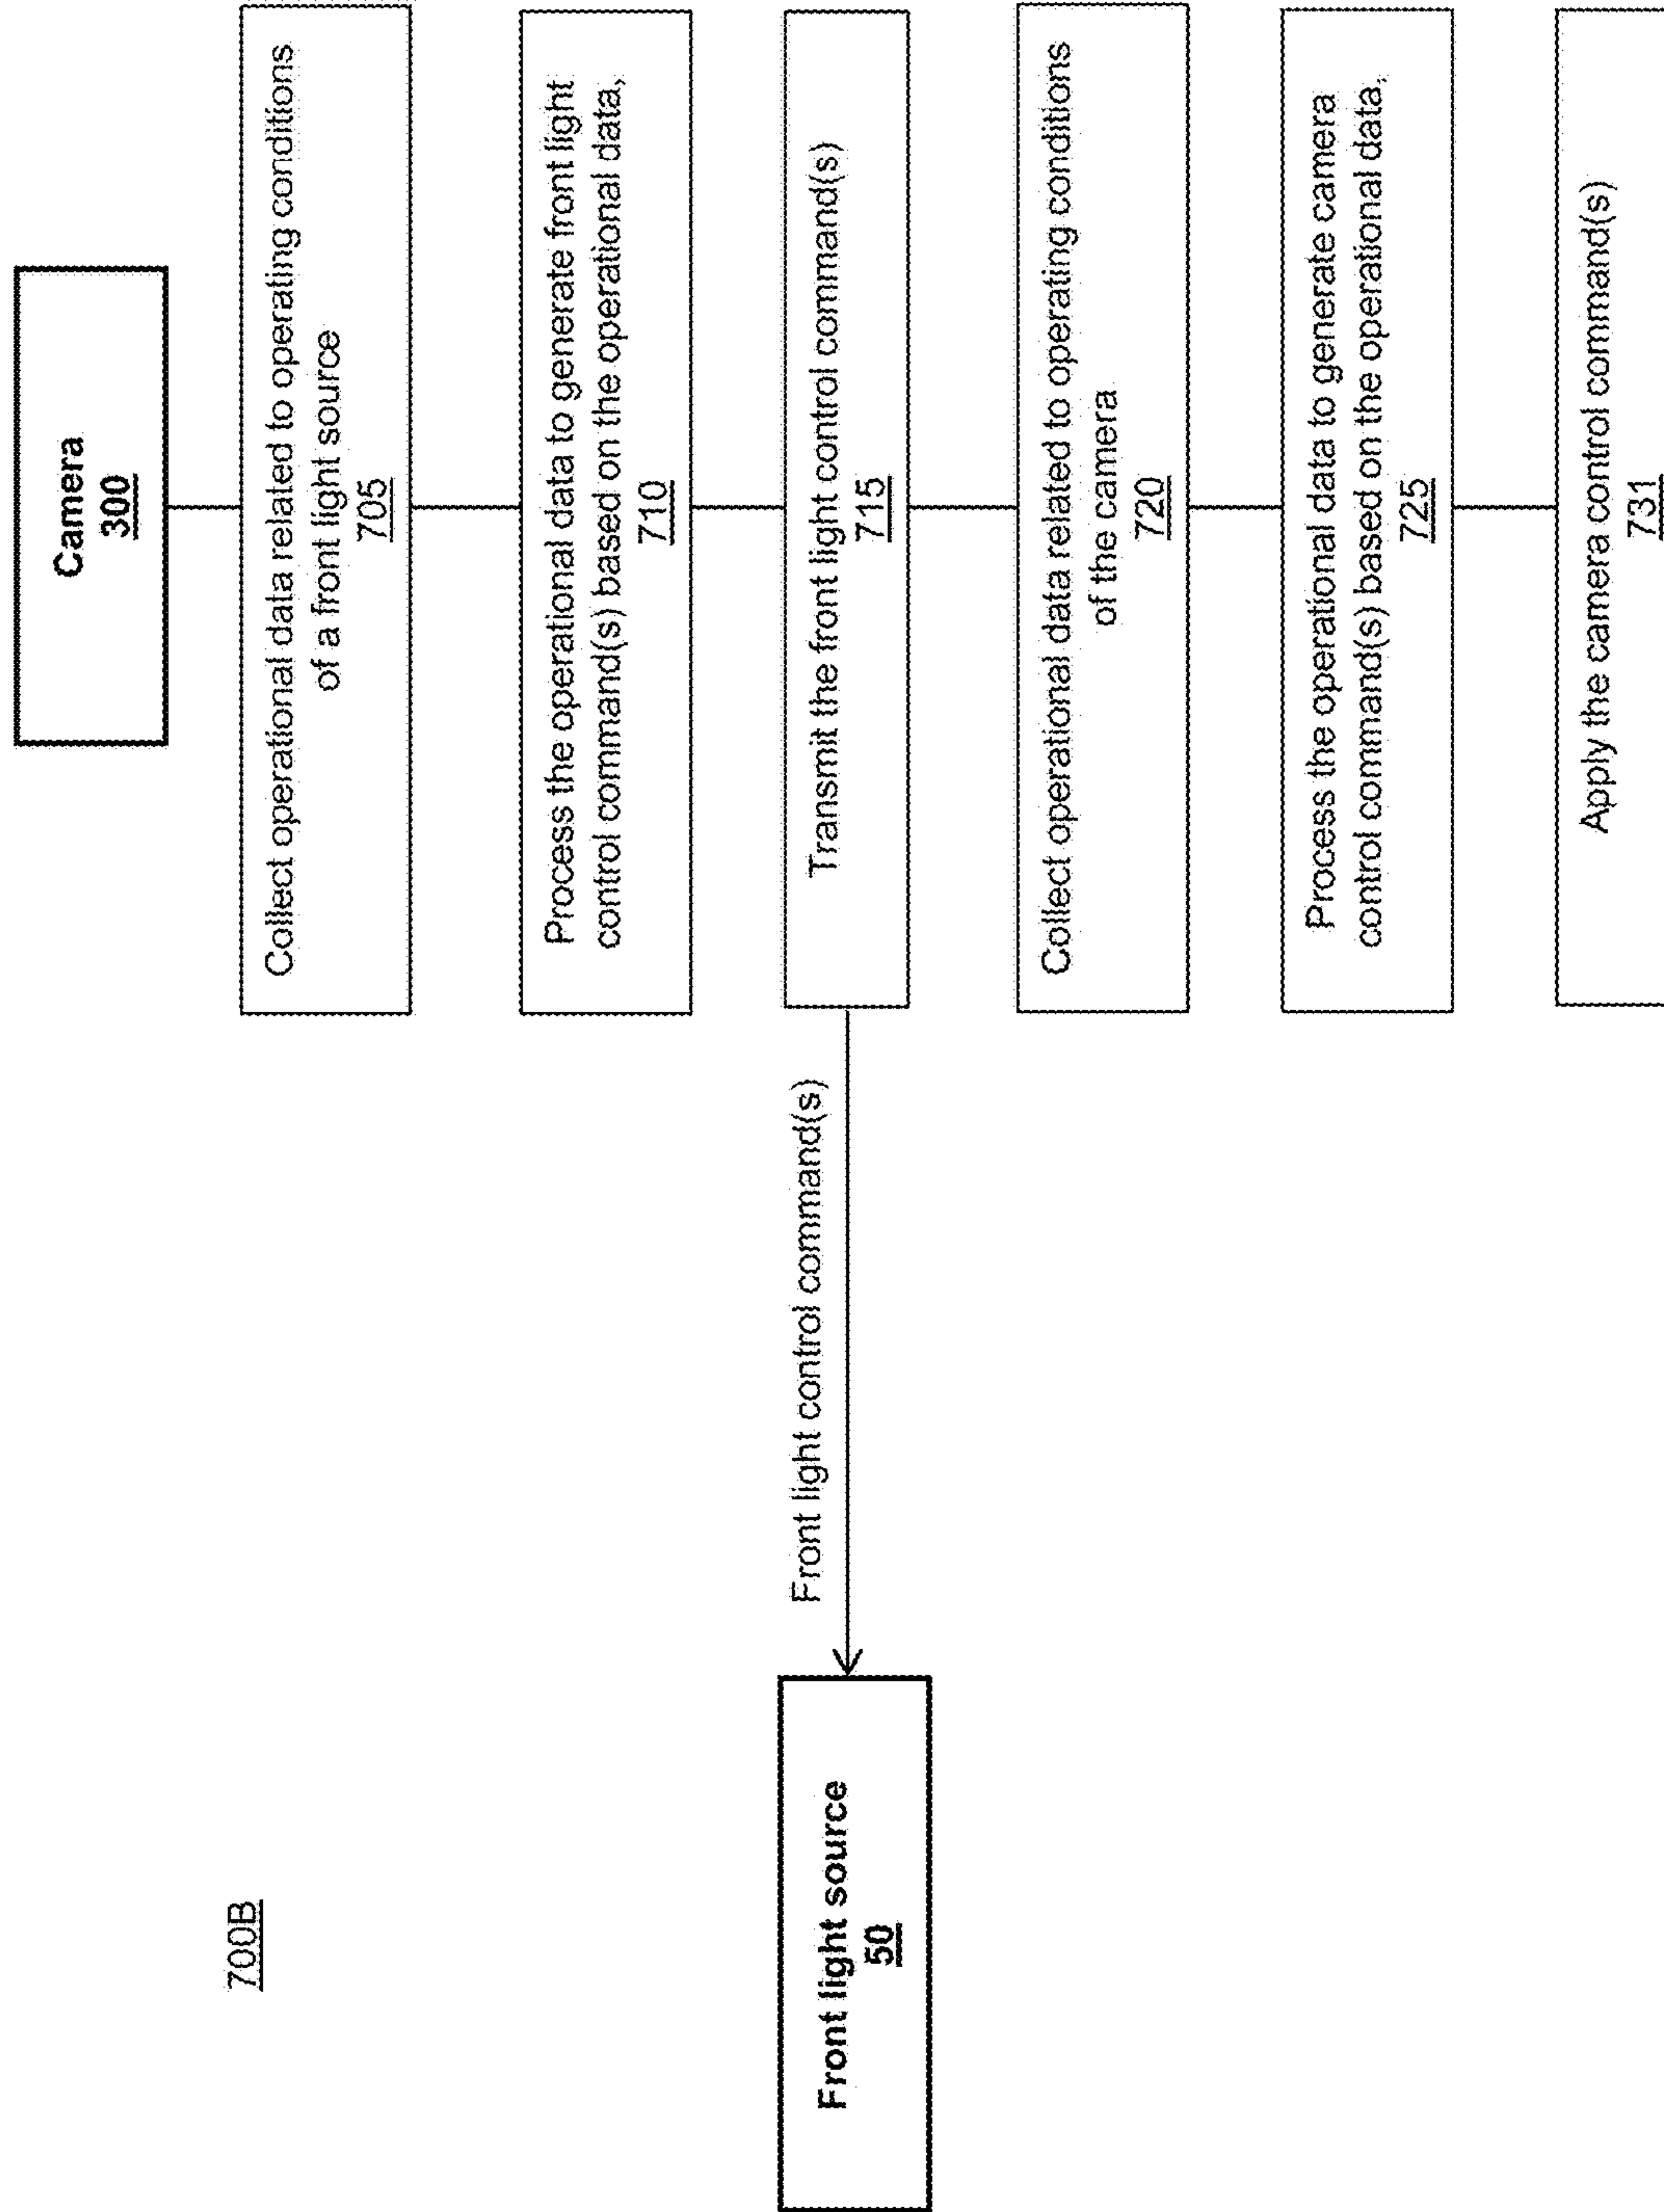 700B
Camera
300
Collect operational data related to operating conditions
of a front light source
705
Process the operational data to generate front light
control command(s) based on the operational data,
710
Transmit the front light control command(s)
715
Front light control command(s)
Front light source
50
Collect operational data related to operating conditions
of the camera
720
Process the operational data to generate camera
control command(s) based on the operational data,
725
Apply the camera control command(s)
731